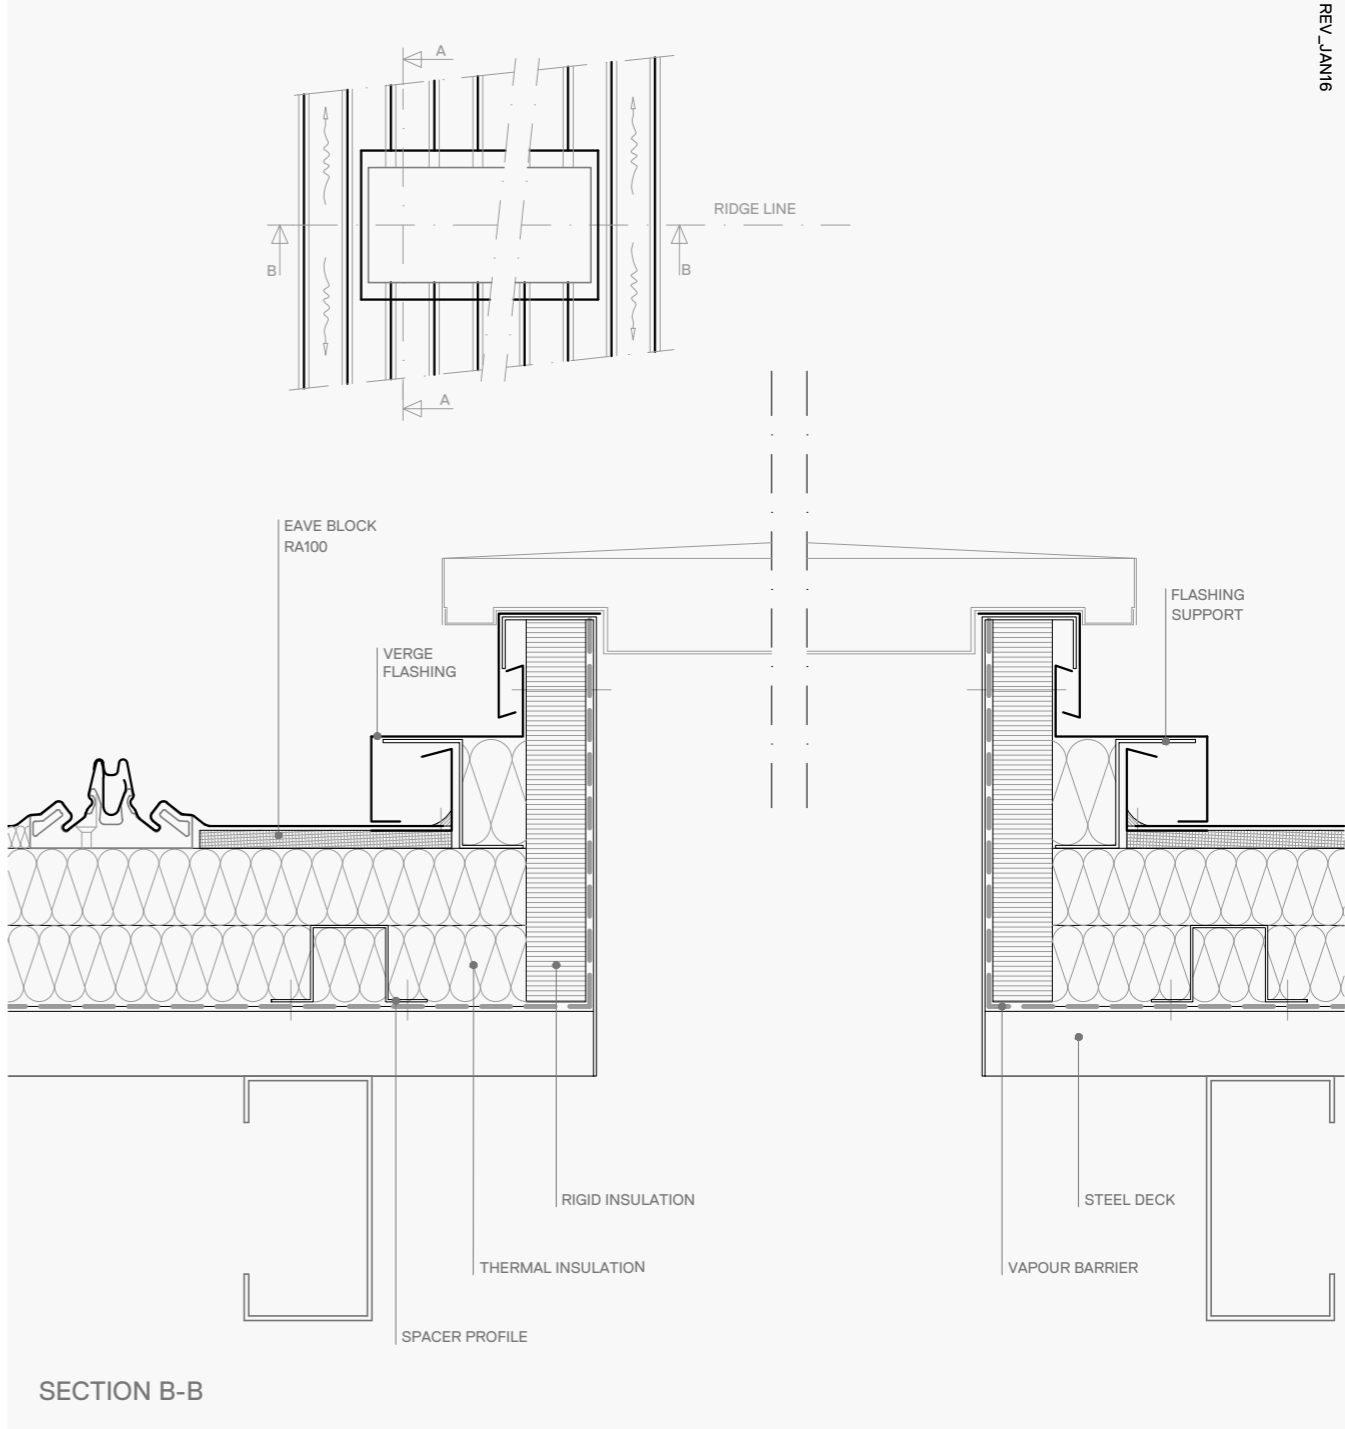 REV_JAN16
A
RIDGE LINE
B
B
A
EAVE BLOCK
RA100
FLASHING
SUPPORT
VERGE
FLASHING
RIGID INSULATION
STEEL DECK
THERMAL INSULATION
VAPOUR BARRIER
SPACER PROFILE
SECTION B-B